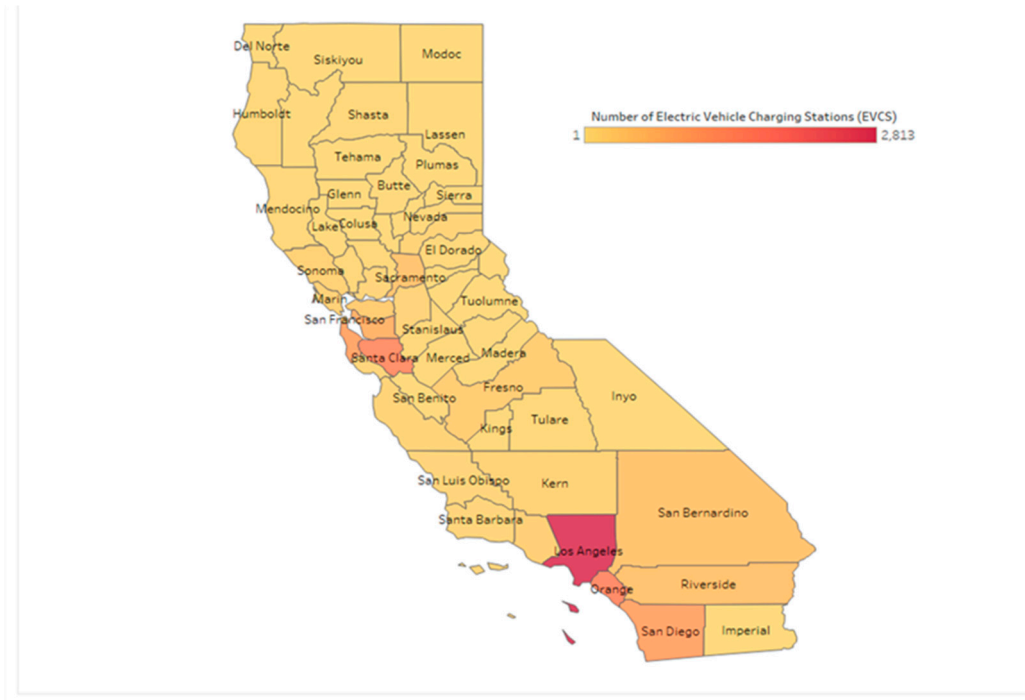 Del Norte
Siskiyou
Modoc
Humboldt
Shasta
Lassen
Number of Electric Vehicle Charging Stations (EVCS)
1
2,813
Tehama
Plumas
Butte
Glenn
Sierra
Mendocino
Lake
Colusa
Nevada
El Dorado
Sonoma
Sacramento
Marin
Tuolumne
San Francisco
Stanislaus
Santa Clara
Merced
Madera
Fresno
San Benito
Inyo
Kings
Tulare
San Luis Obispo
Kern
San Bernardino
Santa Barbara
Los Angeles
Orange
Riverside
San Diego
Imperial